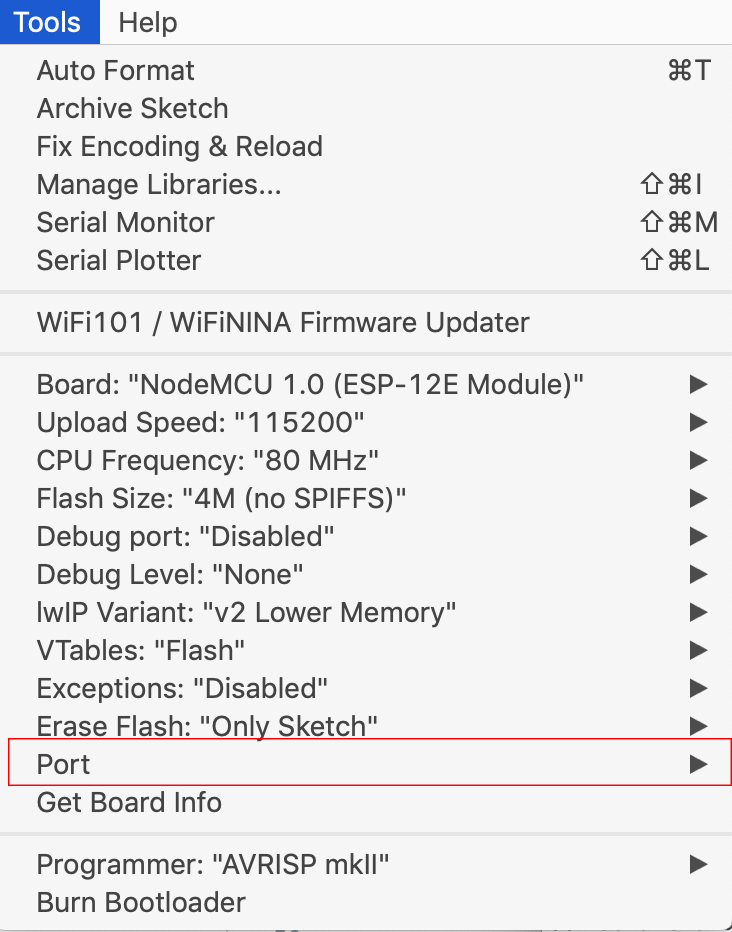 Tools Help
Auto Format ⌘T
Archive Sketch
Fix Encoding & Reload
Manage Libraries... ⇧⌘I
Serial Monitor ⇧⌘M
Serial Plotter ⇧⌘L
WiFi101 / WiFiNINA Firmware Updater
Board: "NodeMCU 1.0 (ESP-12E Module)"
Upload Speed: "115200"
CPU Frequency: "80 MHz"
Flash Size: "4M (no SPIFFS)"
Debug port: "Disabled"
Debug Level: "None"
lwIP Variant: "v2 Lower Memory"
VTables: "Flash"
Exceptions: "Disabled"
Erase Flash: "Only Sketch"
Port
Get Board Info
Programmer: "AVRISP mkII"
Burn Bootloader